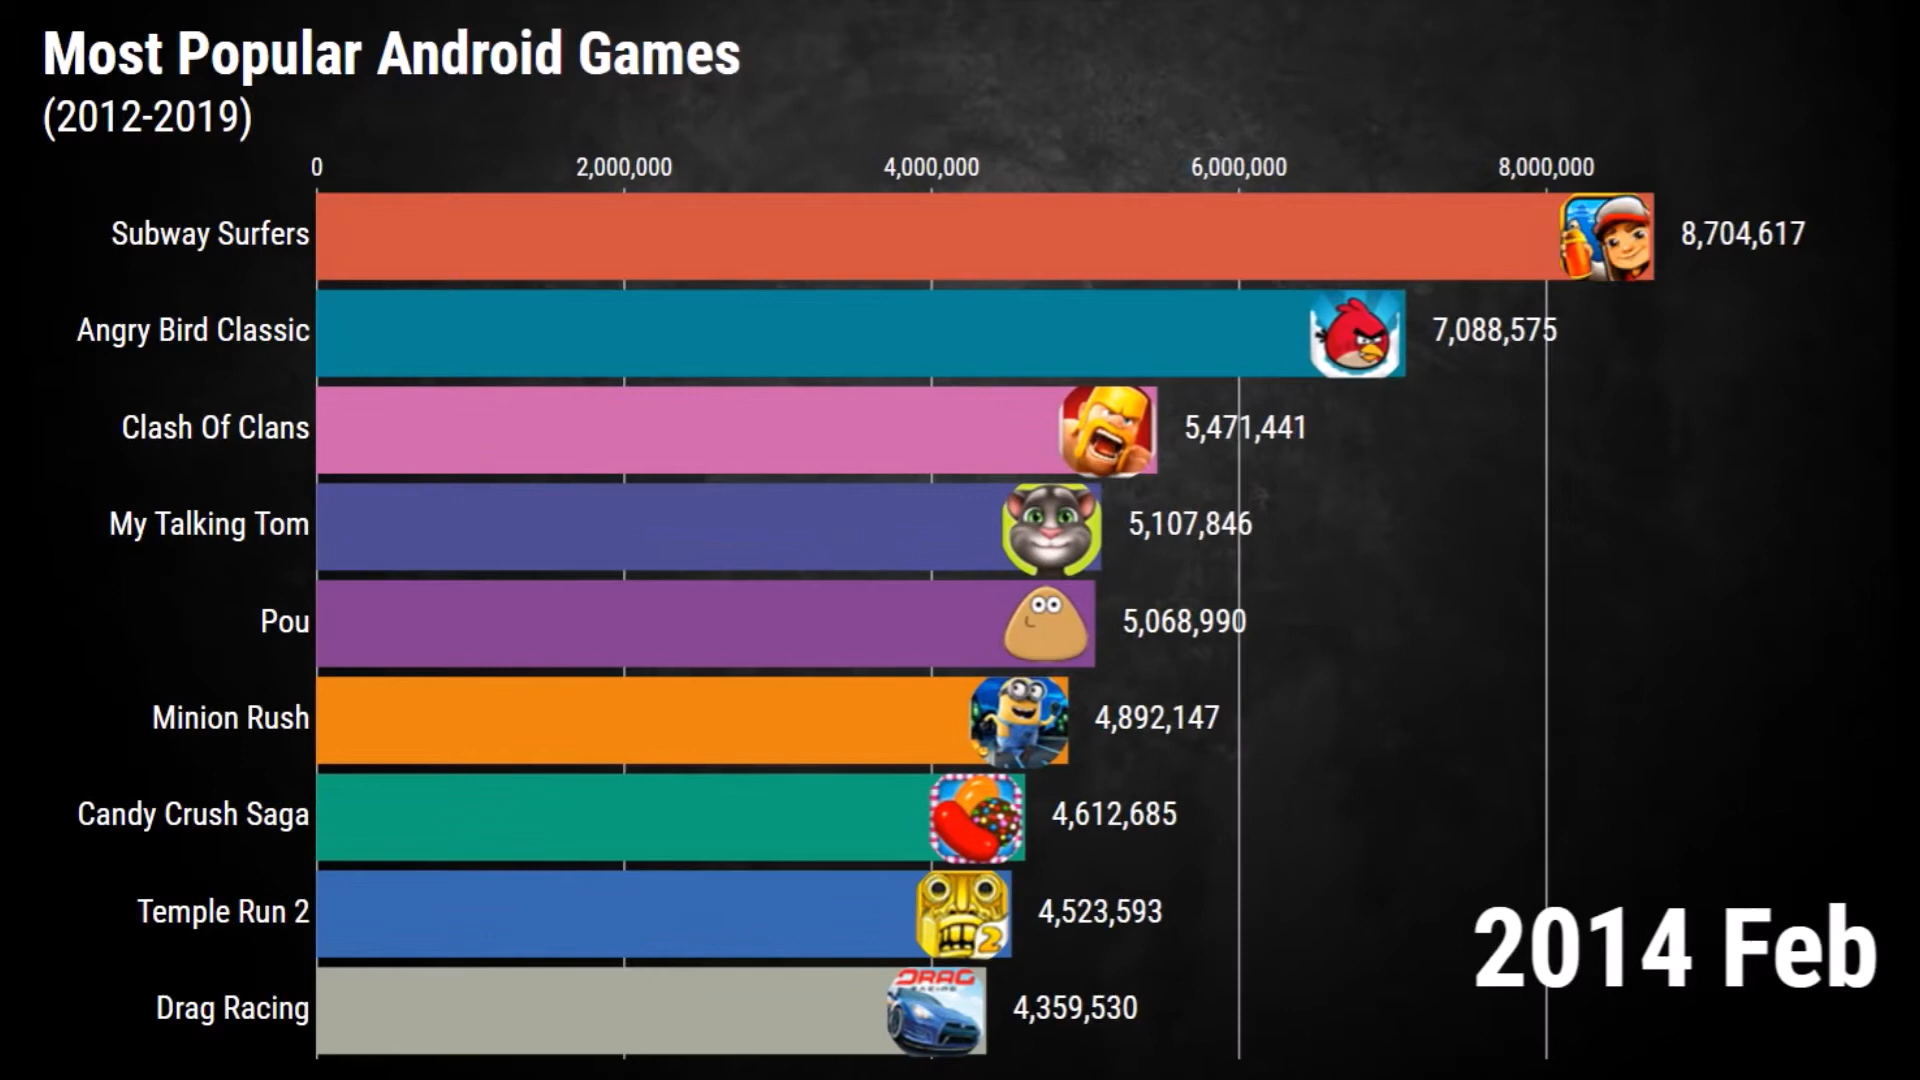 Most Popular Android Games
(2012-2019)
0 2,000,000 4,000,000 6,000,000 8,000,000
Subway Surfers 8,704,617
Angry Bird Classic 7,088,575
Clash Of Clans 5,471,441
My Talking Tom 5,107,846
Pou 5,068,990
Minion Rush 4,892,147
Candy Crush Saga 4,612,685
Temple Run 2 2 4,523,593
DRAG
RACING
Drag Racing 4,359,530
2014 Feb